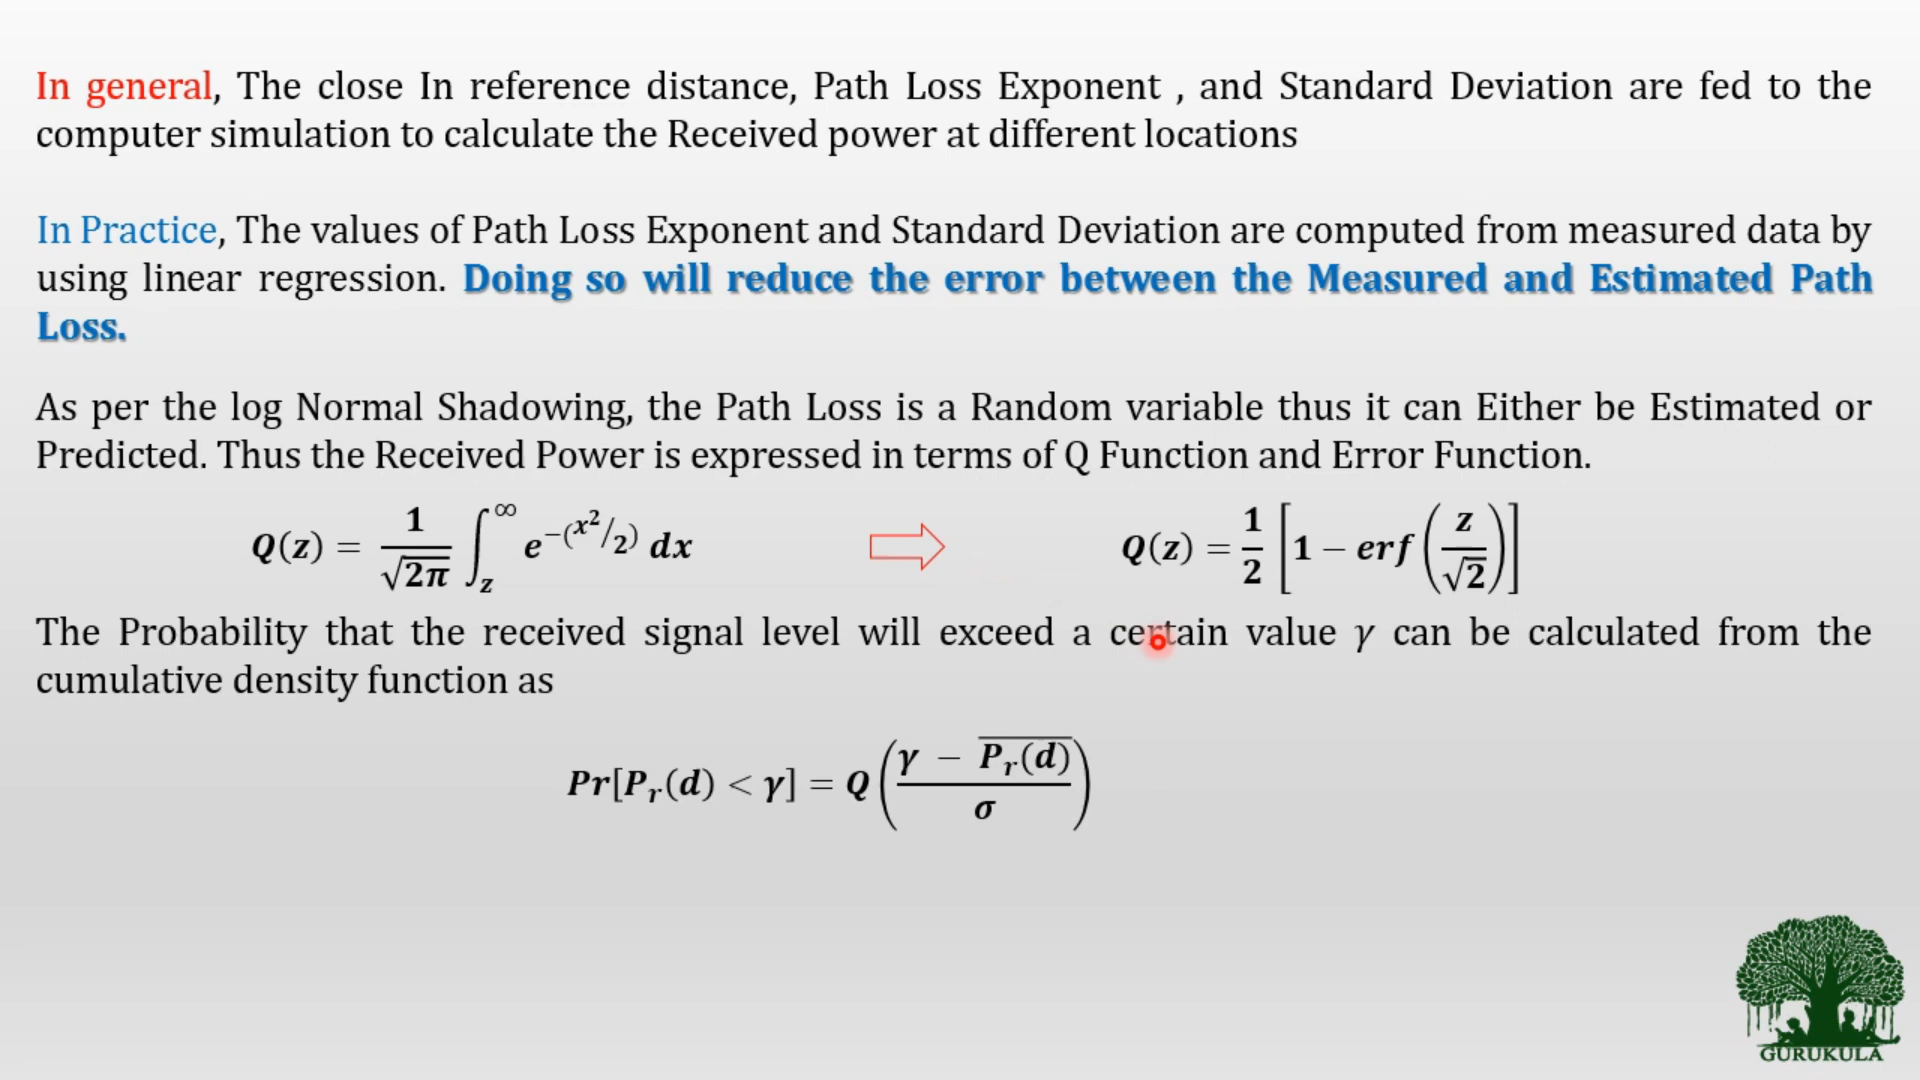 In general, The close In reference distance, Path Loss Exponent , and Standard Deviation are fed to the
computer simulation to calculate the Received power at different locations
In Practice, The values of Path Loss Exponent and Standard Deviation are computed from measured data by
using linear regression. Doing so will reduce the error between the Measured and Estimated Path
Loss.
As per the log Normal Shadowing, the Path Loss is a Random variable thus it can Either be Estimated or
Predicted. Thus the Received Power is expressed in terms of Q Function and Error Function.
Q(z) = 1/√2π ∫_z^∞ e^−(x²/2) dx ⇨ Q(z) = 1/2 [1 − erf (z/√2)]
The Probability that the received signal level will exceed a certain value γ can be calculated from the
cumulative density function as
Pr[P_r(d) < γ] = Q((γ − \overline{P_r(d)})/σ)
GURUKULA